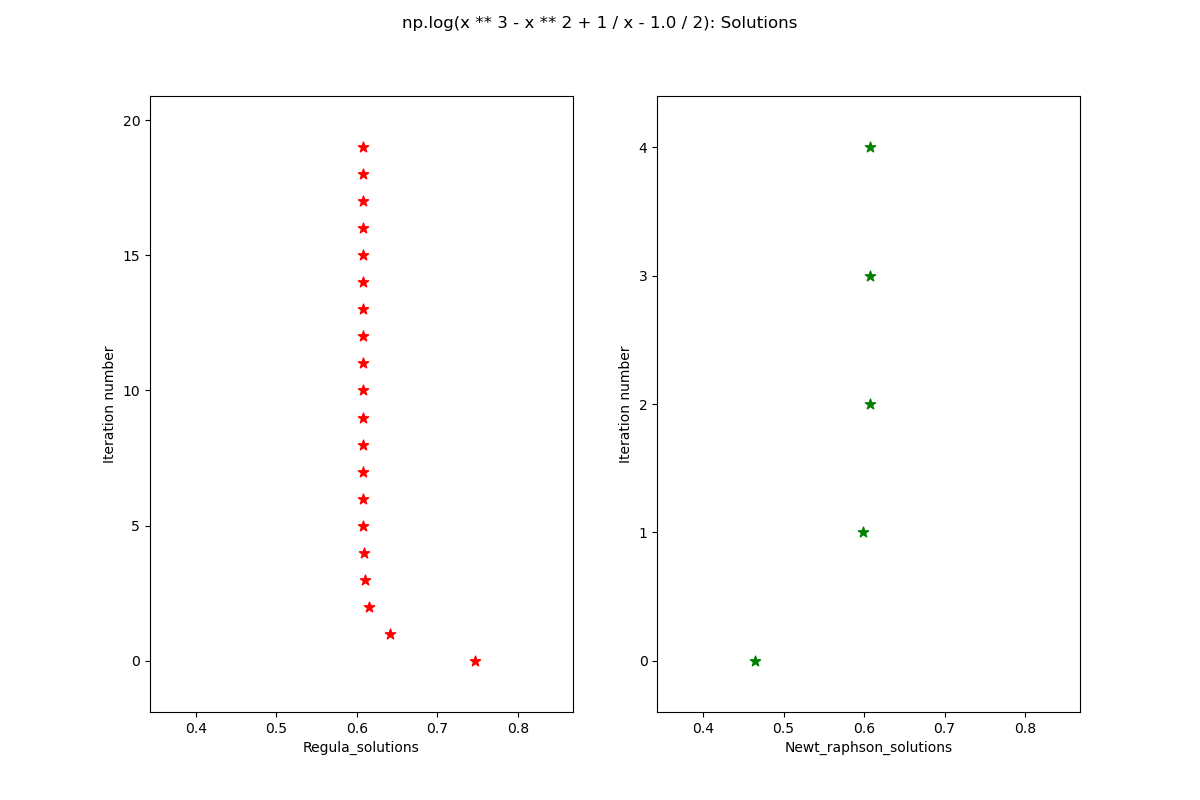 np.log(x ** 3 - x ** 2 + 1 / x - 1.0 / 2): Solutions
20
15
10
5
0
Iteration number
0.4 0.5 0.6 0.7 0.8
Regula_solutions
4
3
2
1
0
Iteration number
0.4 0.5 0.6 0.7 0.8
Newt_raphson_solutions